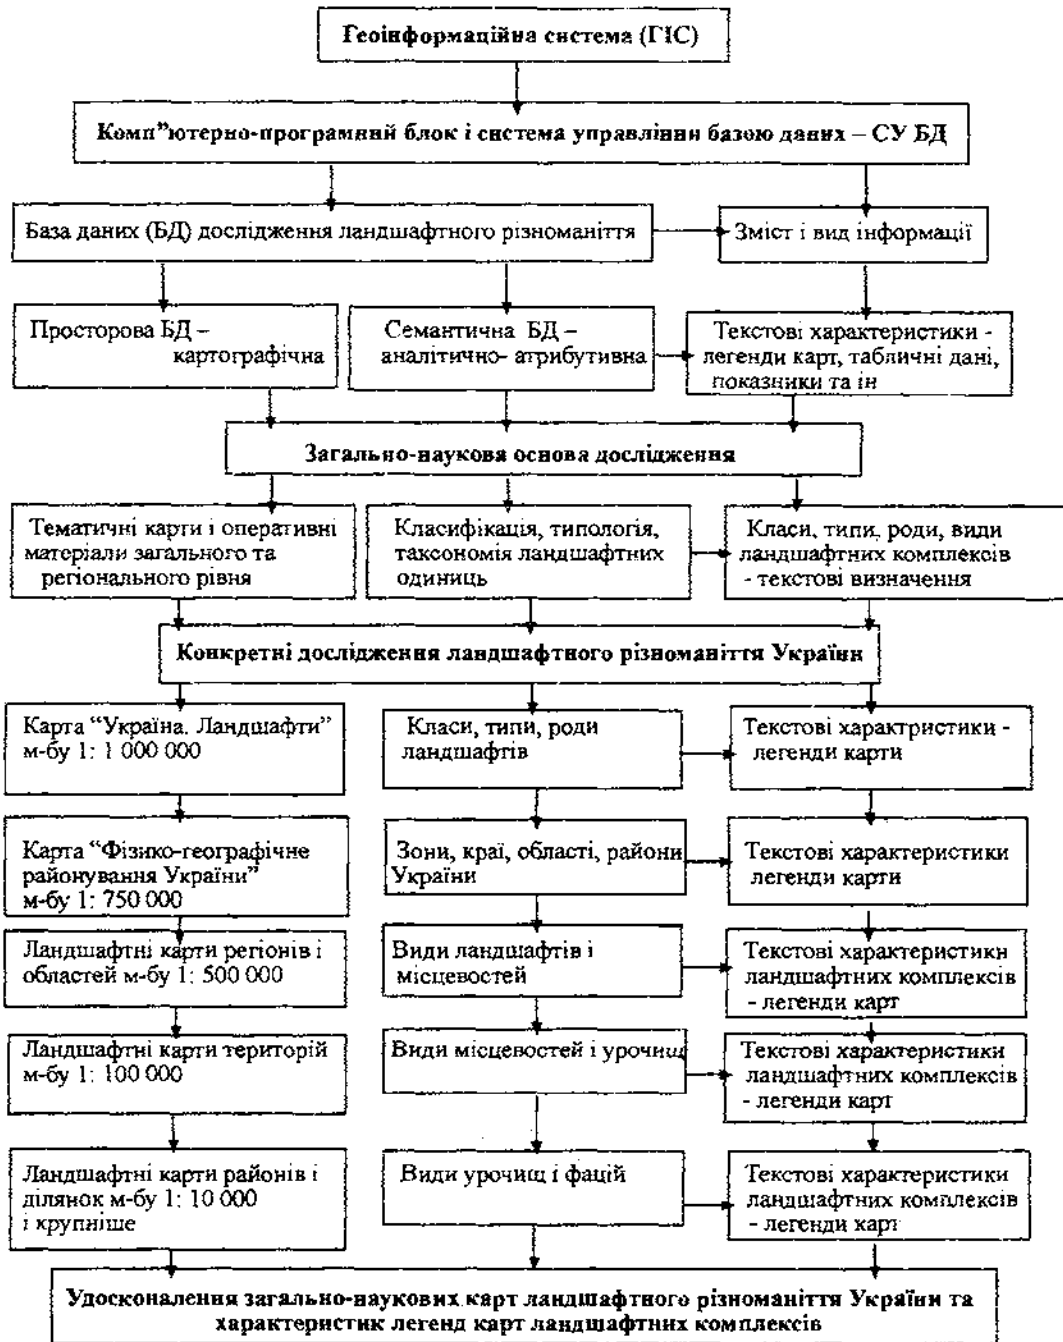 Геоінформаційна система (ГІС)
Комп"ютерно-програмний блок і система управління базою даних – СУ БД
База даних (БД) дослідження ландшафтного різноманіття
Зміст і вид інформації
Просторова БД –
картографічна
Семантична БД –
аналітично- атрибутивна
Текстові характеристики -
легенди карт, табличні дані,
показники та ін
Загально-наукова основа дослідження
Тематичні карти і оперативні
матеріали загального та
регіонального рівня
Класифікація, типологія,
таксономія ландшафтних
одиниць
Класи, типи, роди, види
ландшафтних комплексів
- текстові визначення
Конкретні дослідження ландшафтного різноманіття України
Карта “Україна. Ландшафти”
м-бу 1: 1 000 000
Класи, типи, роди
ландшафтів
Текстові характристики -
легенди карти
Карта “Фізико-географічне
районування України”
м-бу 1: 750 000
Зони, краї, області, райони
України
Текстові характеристики
легенди карти
Ландшафтні карти регіонів і
областей м-бу 1: 500 000
Види ландшафтів і
місцевостей
Текстові характеристики
ландшафтних комплексів
- легенди карт
Ландшафтні карти територій
м-бу 1: 100 000
Види місцевостей і урочищ
Текстові характеристики
ландшафтних комплексів
- легенди карт
Ландшафтні карти районів і
ділянок м-бу 1: 10 000
і крупніше
Види урочищ і фацій
Текстові характеристики
ландшафтних комплексів
- легенди карт
Удосконалення загально-наукових карт ландшафтного різноманіття України та
характеристик легенд карт ландшафтних комплексів